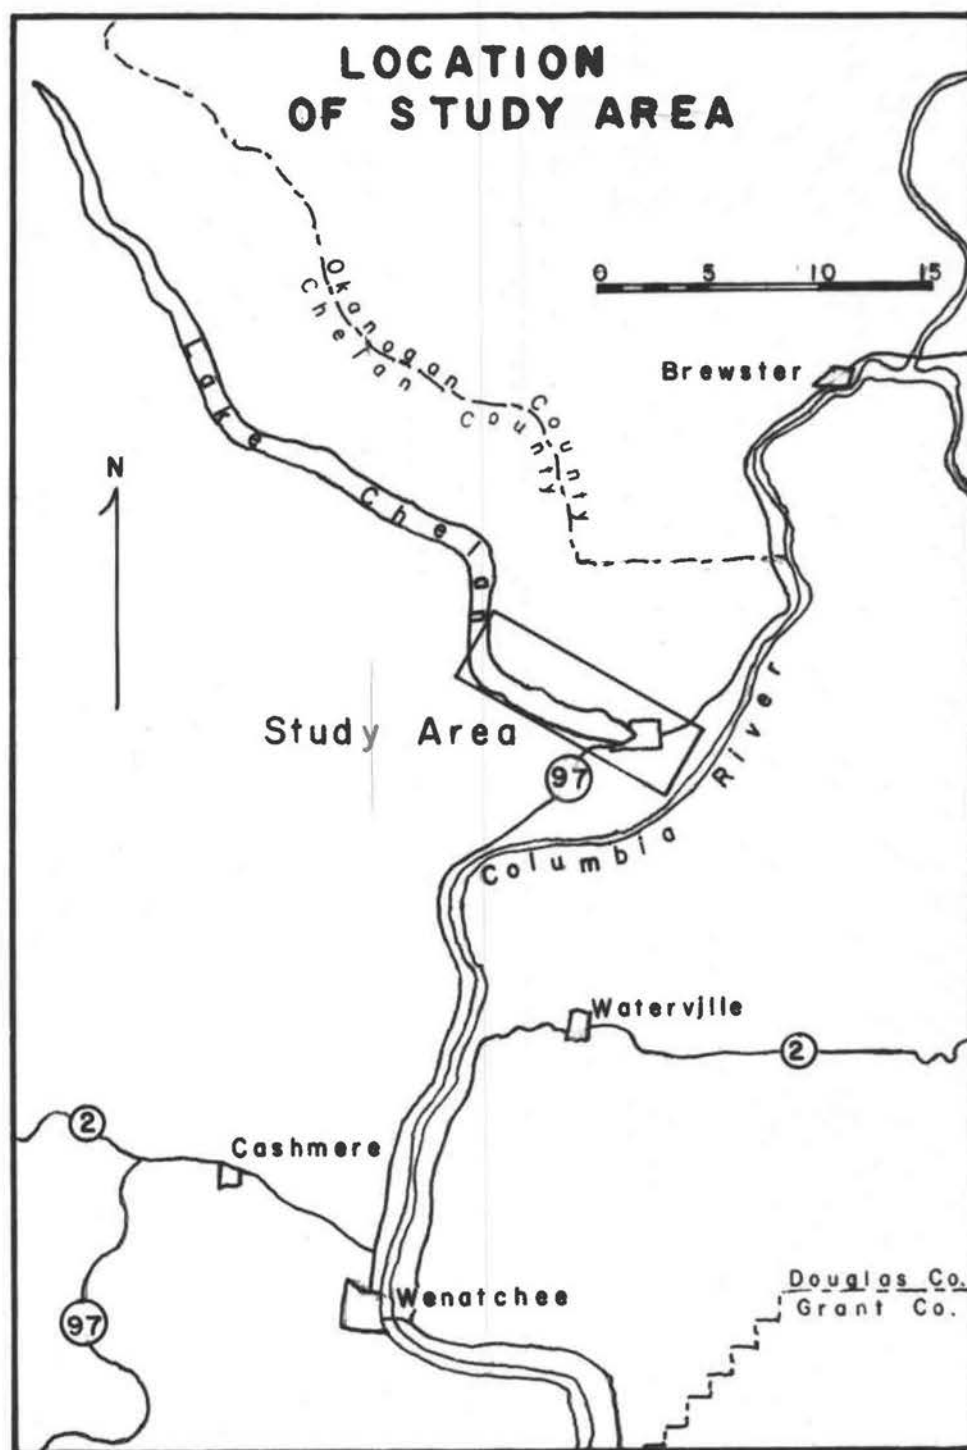 LOCATION
OF STUDY AREA
0 5 10 15
Okanogan County
Chelan County
Brewster
Lake Chelan
N
Study Area
97
Columbia River
Waterville
2
2
Cashmere
Wenatchee
97
Douglas Co.
Grant Co.